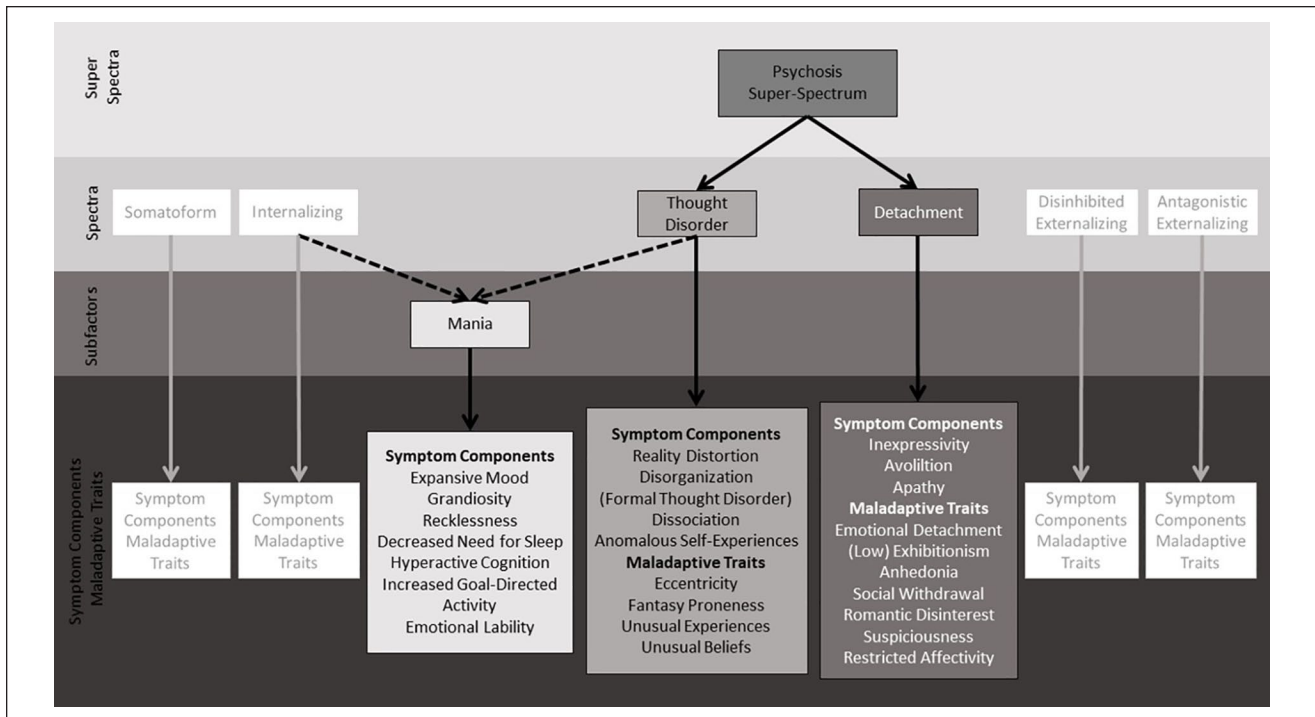 Super
Spectra
Psychosis
Super-Spectrum
Spectra
Somatoform
Internalizing
Thought
Disorder
Detachment
Disinhibited
Externalizing
Antagonistic
Externalizing
Subfactors
Mania
Symptom Components
Maladaptive Traits
Symptom
Components
Maladaptive
Traits
Symptom
Components
Maladaptive
Traits
Symptom Components
Expansive Mood
Grandiosity
Recklessness
Decreased Need for Sleep
Hyperactive Cognition
Increased Goal-Directed
Activity
Emotional Lability
Symptom Components
Reality Distortion
Disorganization
(Formal Thought Disorder)
Dissociation
Anomalous Self-Experiences
Maladaptive Traits
Eccentricity
Fantasy Proneness
Unusual Experiences
Unusual Beliefs
Symptom Components
Inexpressivity
Avoliltion
Apathy
Maladaptive Traits
Emotional Detachment
(Low) Exhibitionism
Anhedonia
Social Withdrawal
Romantic Disinterest
Suspiciousness
Restricted Affectivity
Symptom
Components
Maladaptive
Traits
Symptom
Components
Maladaptive
Traits